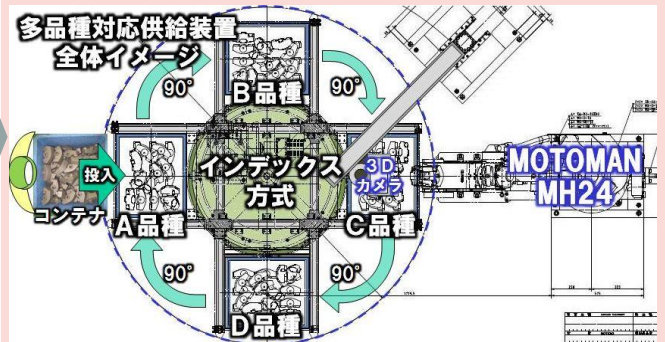 多品種対応供給装置
全体イメージ
90°
B品種
90°
投入
コンテナ
A品種
インデックス
方式
3D
カメラ
C品種
MOTOMAN
MH24
90°
D品種
90°